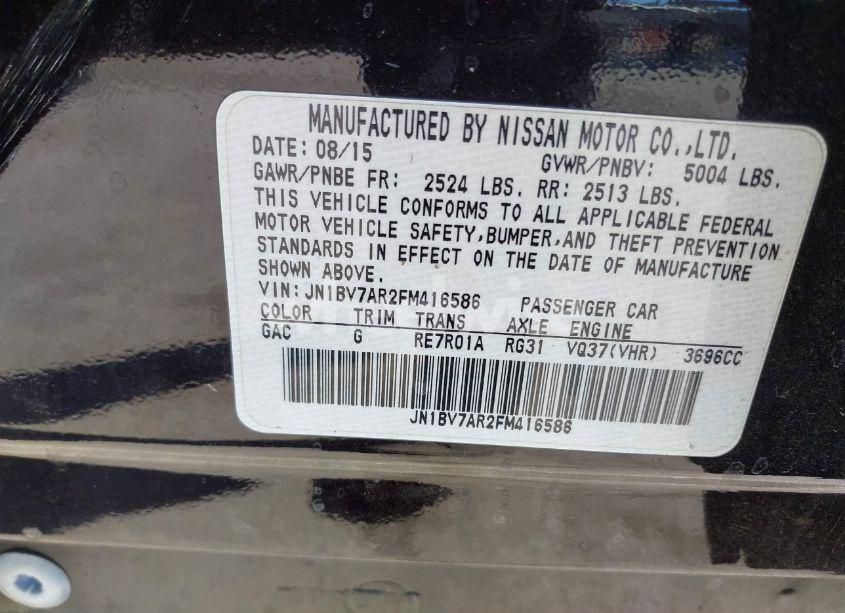 MANUFACTURED BY NISSAN MOTOR CO.,LTD.
DATE: 08/15 GVWR/PNBV: 5004 LBS.
GAWR/PNBE FR: 2524 LBS. RR: 2513 LBS.
THIS VEHICLE CONFORMS TO ALL APPLICABLE FEDERAL
MOTOR VEHICLE SAFETY,BUMPER,AND THEFT PREVENTION
STANDARDS IN EFFECT ON THE DATE OF MANUFACTURE
SHOWN ABOVE.
VIN: JN1BV7AR2FM416586 PASSENGER CAR
COLOR TRIM TRANS AXLE ENGINE
GAC G RE7R01A RG31 VQ37(VHR) 3696CC
JN1BV7AR2FM416586